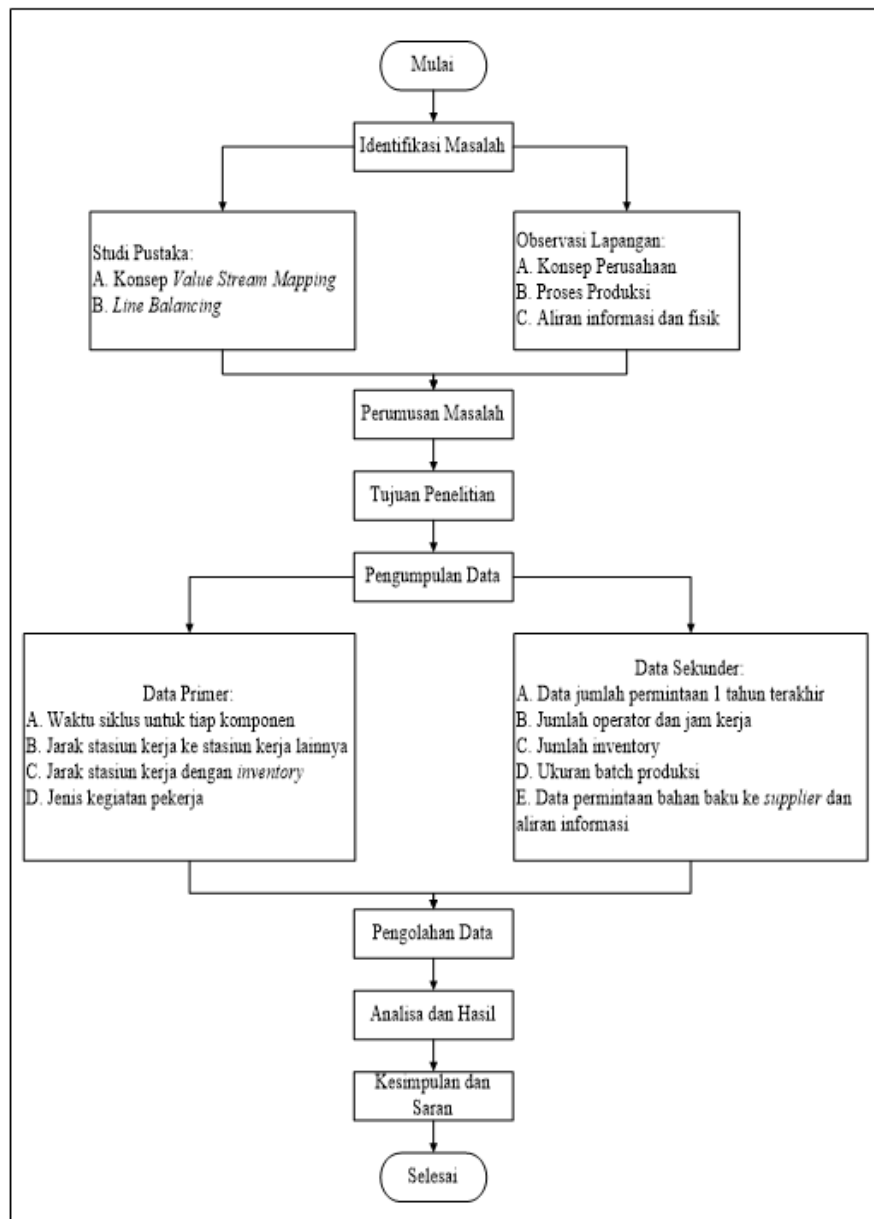 Mulai
Identifikasi Masalah
Studi Pustaka:
A. Konsep Value Stream Mapping
B. Line Balancing
Observasi Lapangan:
A. Konsep Perusahaan
B. Proses Produksi
C. Aliran informasi dan fisik
Perumusan Masalah
Tujuan Penelitian
Pengumpulan Data
Data Primer:
A. Waktu siklus untuk tiap komponen
B. Jarak stasiun kerja ke stasiun kerja lainnya
C. Jarak stasiun kerja dengan inventory
D. Jenis kegiatan pekerja
Data Sekunder:
A. Data jumlah permintaan 1 tahun terakhir
B. Jumlah operator dan jam kerja
C. Jumlah inventory
D. Ukuran batch produksi
E. Data permintaan bahan baku ke supplier dan
aliran informasi
Pengolahan Data
Analisa dan Hasil
Kesimpulan dan
Saran
Selesai